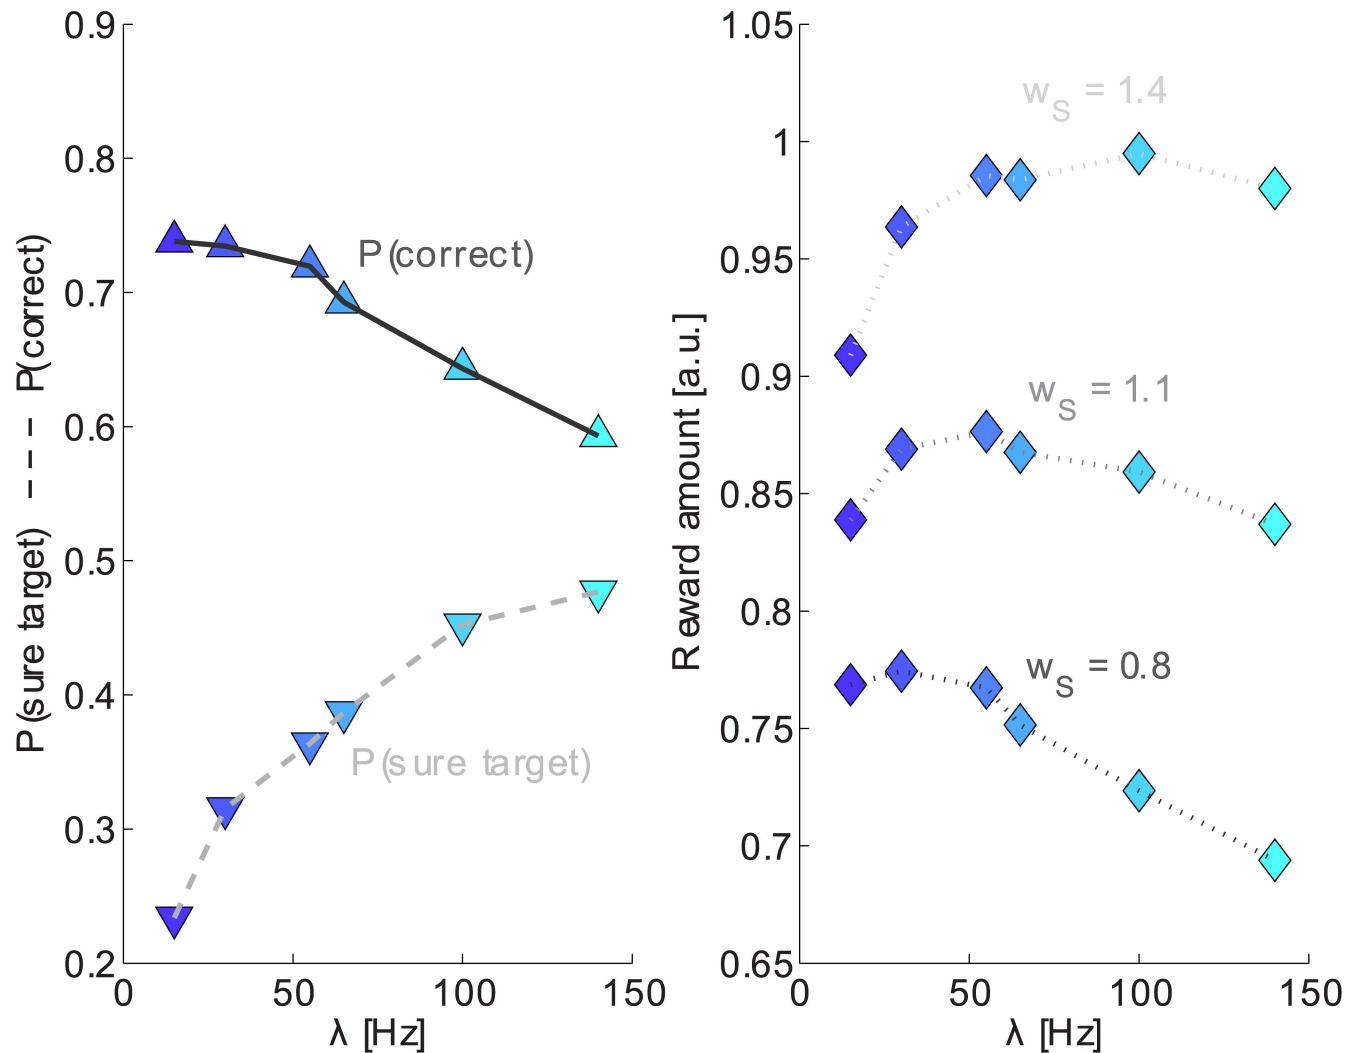 0.9
0.8
0.7
0.6
0.5
0.4
0.3
0.2
0
50
100
150
λ [Hz]
P(sure target) --- P(correct)
P(correct)
P(sure target)
1.05
1
0.95
0.9
0.85
0.8
0.75
0.7
0.65
0
50
100
150
λ [Hz]
Reward amount [a.u.]
wS = 1.4
wS = 1.1
wS = 0.8